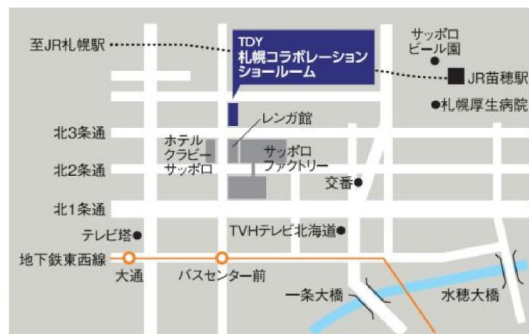 至JR札幌駅
TDY
札幌コラボレーション
ショールーム
サッポロ
ビール園
JR苗穂駅
札幌厚生病院
レンガ館
北3条通
ホテル
クラビー
サッポロ
サッポロ
ファクトリー
北2条通
交番
北1条通
テレビ塔
TVHテレビ北海道
地下鉄東西線
大通
バスセンター前
一条大橋
水穂大橋